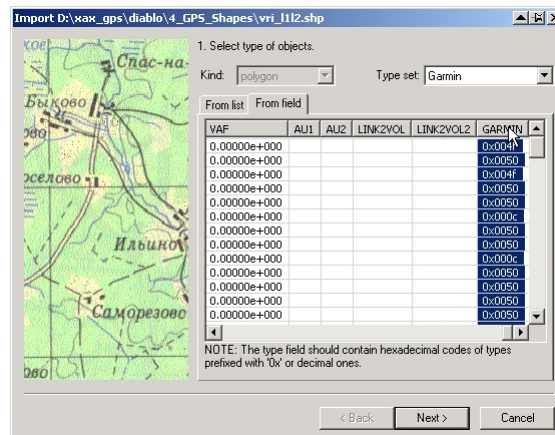 Import D:\xax_gps\diablo\4_GPS_Shapes\vri_l1l2.shp
Спас-на-
Быково
Ильино
Саморезово
1. Select type of objects.
Kind: polygon Type set: Garmin
From list From field
VAF AU1 AU2 LINK2VOL LINK2VOL2 GARMIN
0.00000e+000 0x004f
0.00000e+000 0x0050
0.00000e+000 0x004f
0.00000e+000 0x0050
0.00000e+000 0x0050
0.00000e+000 0x000c
0.00000e+000 0x0050
0.00000e+000 0x000c
0.00000e+000 0x0050
0.00000e+000 0x0050
0.00000e+000 0x0050
0.00000e+000 0x0050
NOTE: The type field should contain hexadecimal codes of types
prefixed with '0x' or decimal ones.
< Back Next > Cancel